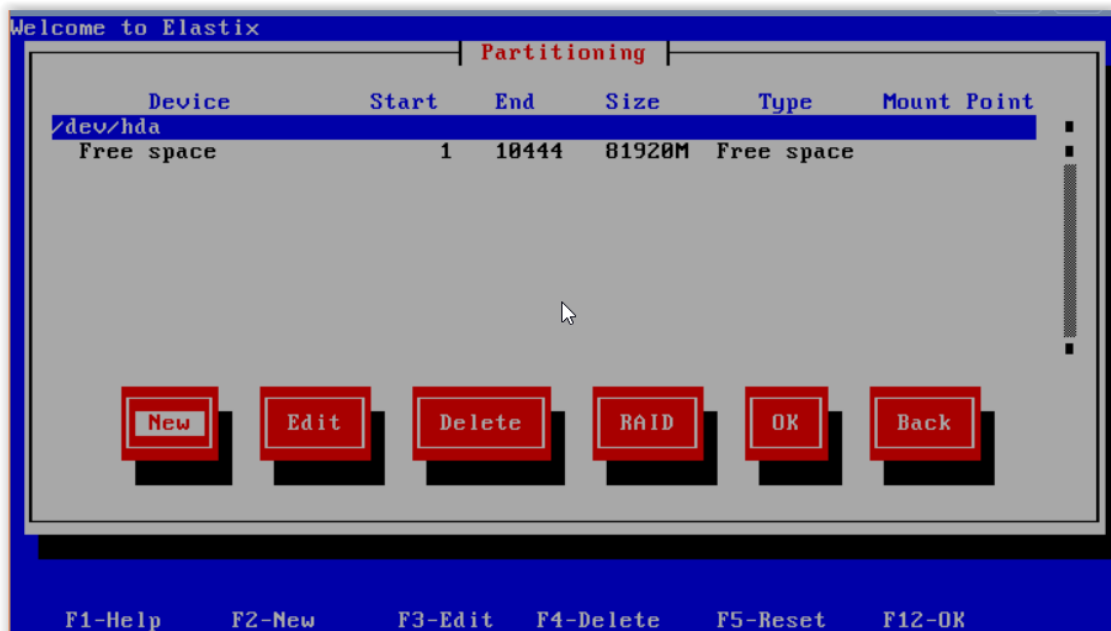 Welcome to Elastix
Partitioning
Device Start End Size Type Mount Point
/dev/hda
Free space 1 10444 81920M Free space
New Edit Delete RAID OK Back
F1-Help F2-New F3-Edit F4-Delete F5-Reset F12-OK